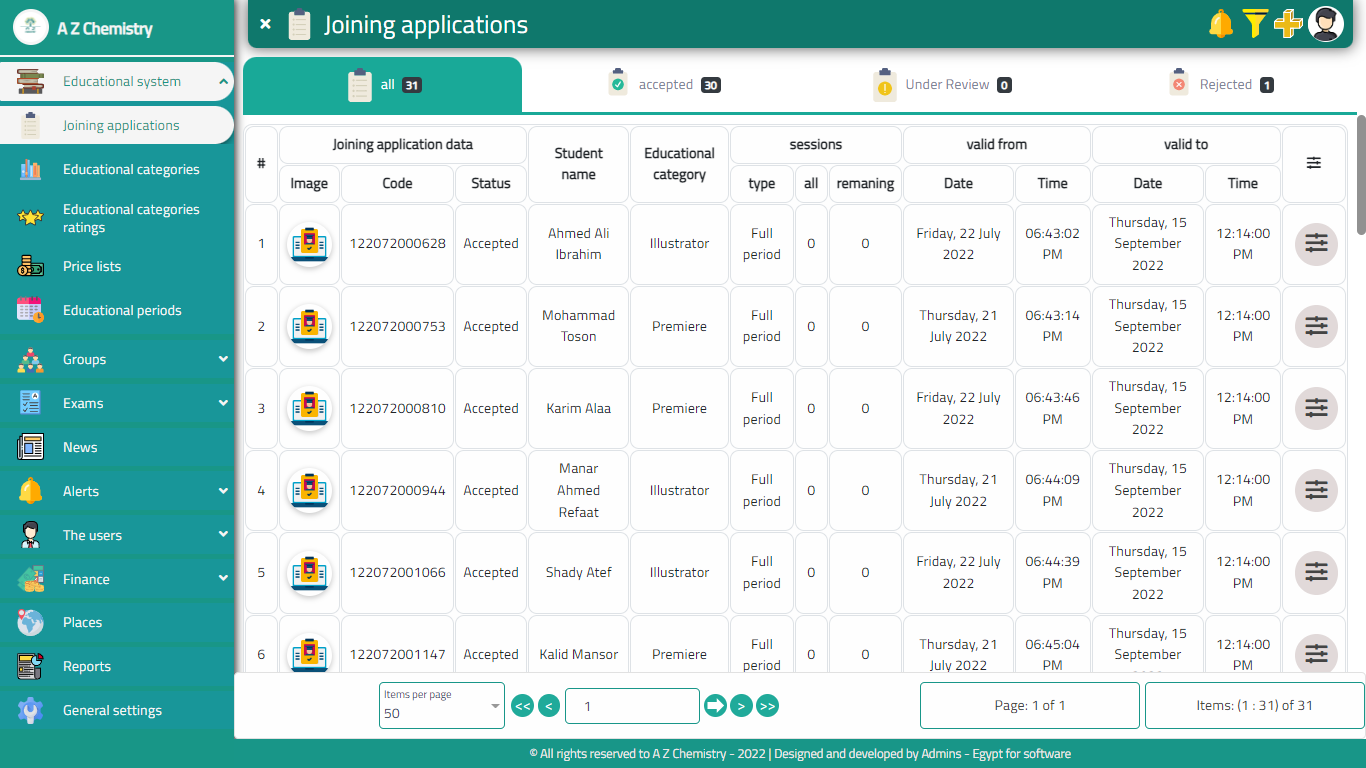 A Z Chemistry
Joining applications
Educational system
Joining applications
Educational categories
Educational categories
ratings
Price lists
Educational periods
Groups
Exams
News
Alerts
The users
Finance
Places
Reports
General settings
all 31
accepted 30
Under Review 0
Rejected 1
# Joining application data Student name Educational category sessions valid from valid to
Image Code Status type all remaning Date Time Date Time
1 122072000628 Accepted Ahmed Ali Ibrahim Illustrator Full period 0 0 Friday, 22 July 2022 06:43:02 PM Thursday, 15 September 2022 12:14:00 PM
2 122072000753 Accepted Mohammad Toson Premiere Full period 0 0 Thursday, 21 July 2022 06:43:14 PM Thursday, 15 September 2022 12:14:00 PM
3 122072000810 Accepted Karim Alaa Premiere Full period 0 0 Friday, 22 July 2022 06:43:46 PM Thursday, 15 September 2022 12:14:00 PM
4 122072000944 Accepted Manar Ahmed Refaat Illustrator Full period 0 0 Thursday, 21 July 2022 06:44:09 PM Thursday, 15 September 2022 12:14:00 PM
5 122072001066 Accepted Shady Atef Illustrator Full period 0 0 Friday, 22 July 2022 06:44:39 PM Thursday, 15 September 2022 12:14:00 PM
6 122072001147 Accepted Kalid Mansor Premiere Full period 0 0 Thursday, 21 July 2022 06:45:04 PM Thursday, 15 September 12:14:00 PM
Items per page
50
<< < 1 > >>
Page: 1 of 1
Items: (1 : 31) of 31
© All rights reserved to A Z Chemistry - 2022 | Designed and developed by Admins - Egypt for software